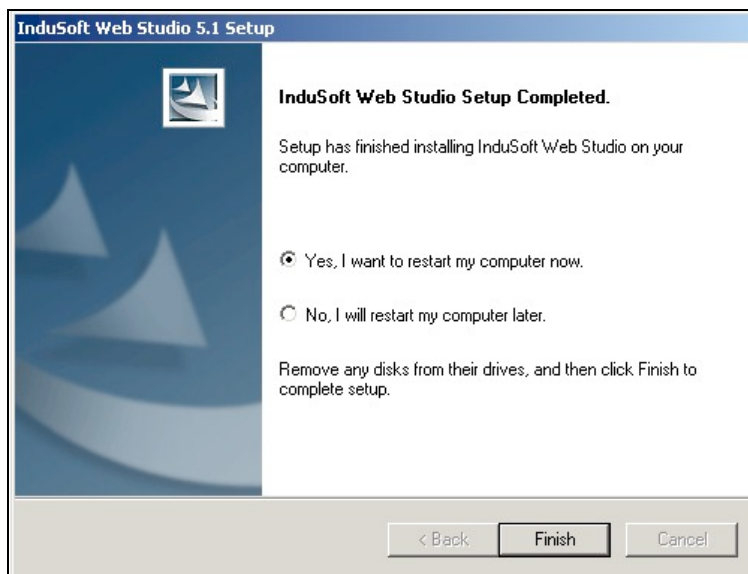 InduSoft Web Studio 5.1 Setup
InduSoft Web Studio Setup Completed.
Setup has finished installing InduSoft Web Studio on your
computer.
Yes, I want to restart my computer now.
No, I will restart my computer later.
Remove any disks from their drives, and then click Finish to
complete setup.
< Back
Finish
Cancel